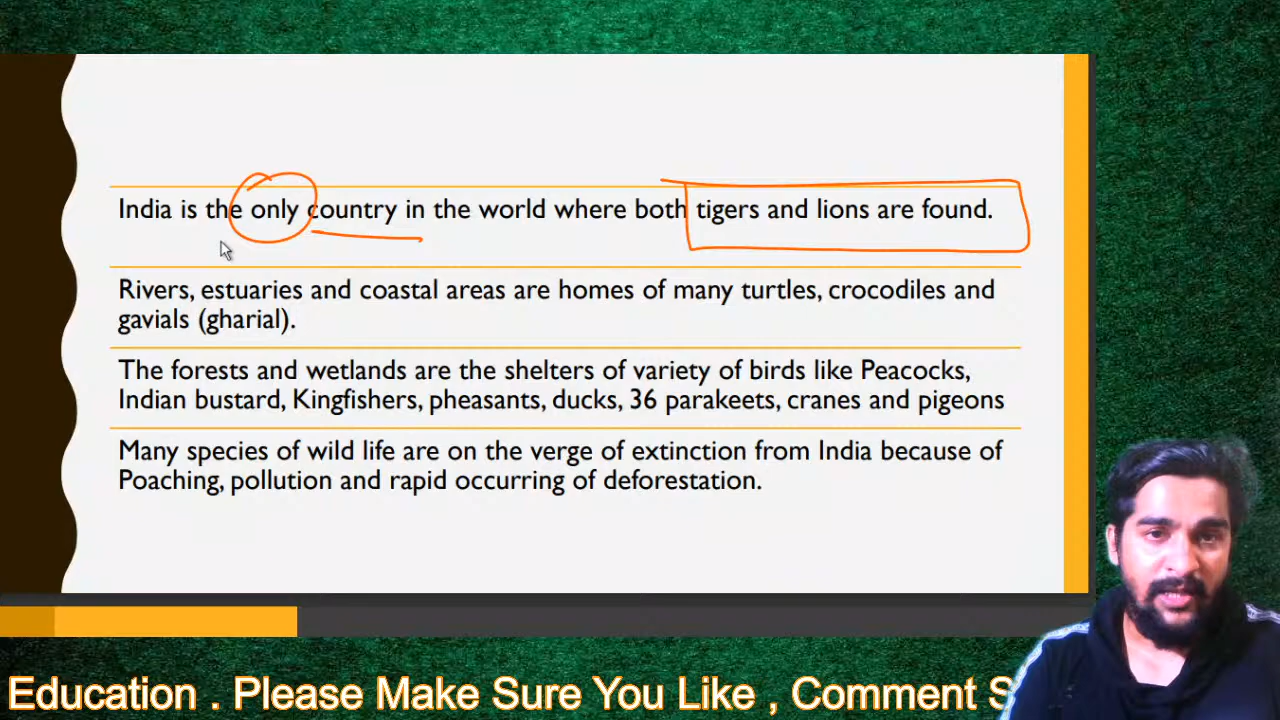 India is the only country in the world where both tigers and lions are found.
Rivers, estuaries and coastal areas are homes of many turtles, crocodiles and
gavials (gharial).
The forests and wetlands are the shelters of variety of birds like Peacocks,
Indian bustard, Kingfishers, pheasants, ducks, 36 parakeets, cranes and pigeons
Many species of wild life are on the verge of extinction from India because of
Poaching, pollution and rapid occurring of deforestation.
Education . Please Make Sure You Like , Comment S